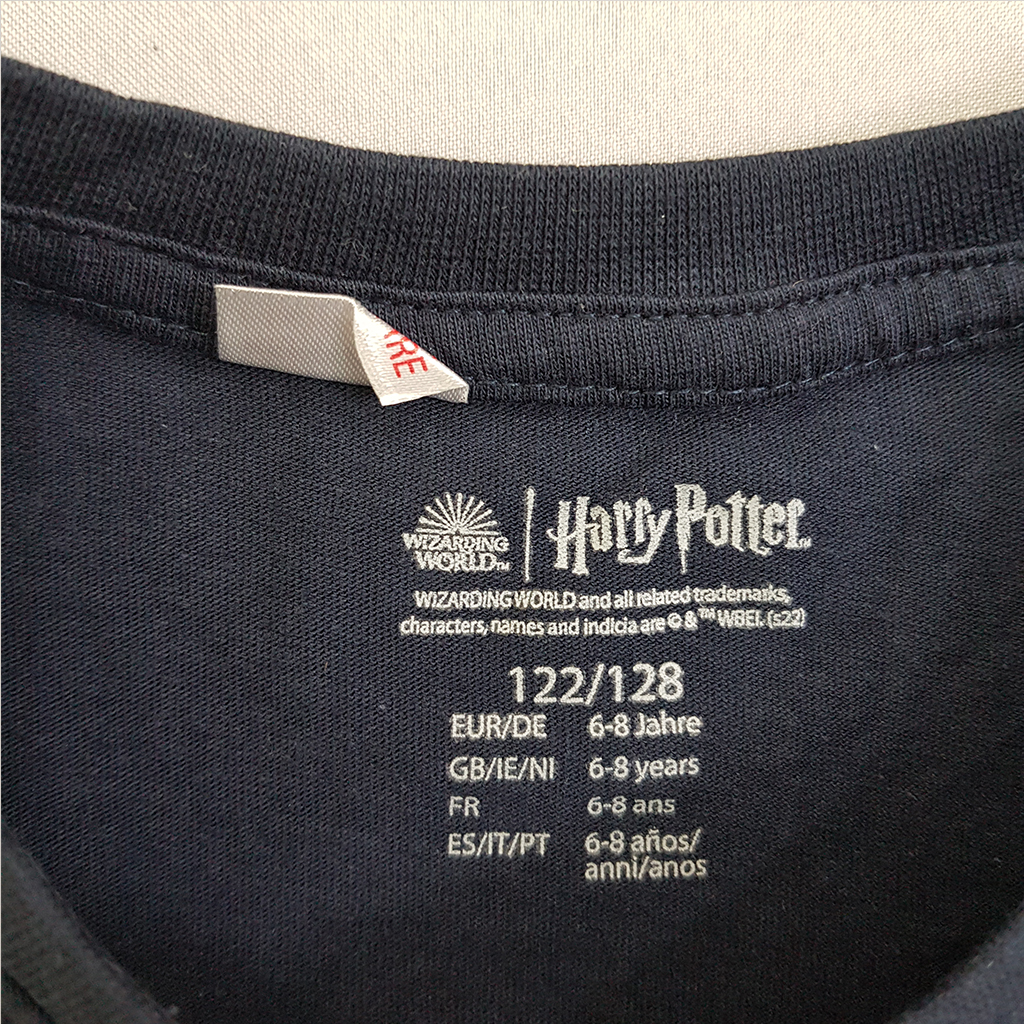 RE
WIZARDING
WORLD™
Harry Potter™
WIZARDING WORLD and all related trademarks,
characters, names and indicia are © & ™ WBEI. (s22)
122/128
EUR/DE 6-8 Jahre
GB/IE/NI 6-8 years
FR 6-8 ans
ES/IT/PT 6-8 años/
anni/anos